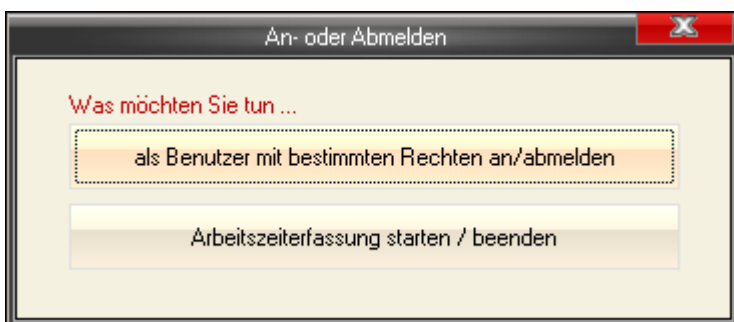 An- oder Abmelden
Was möchten Sie tun ...
als Benutzer mit bestimmten Rechten an/abmelden
Arbeitszeiterfassung starten / beenden